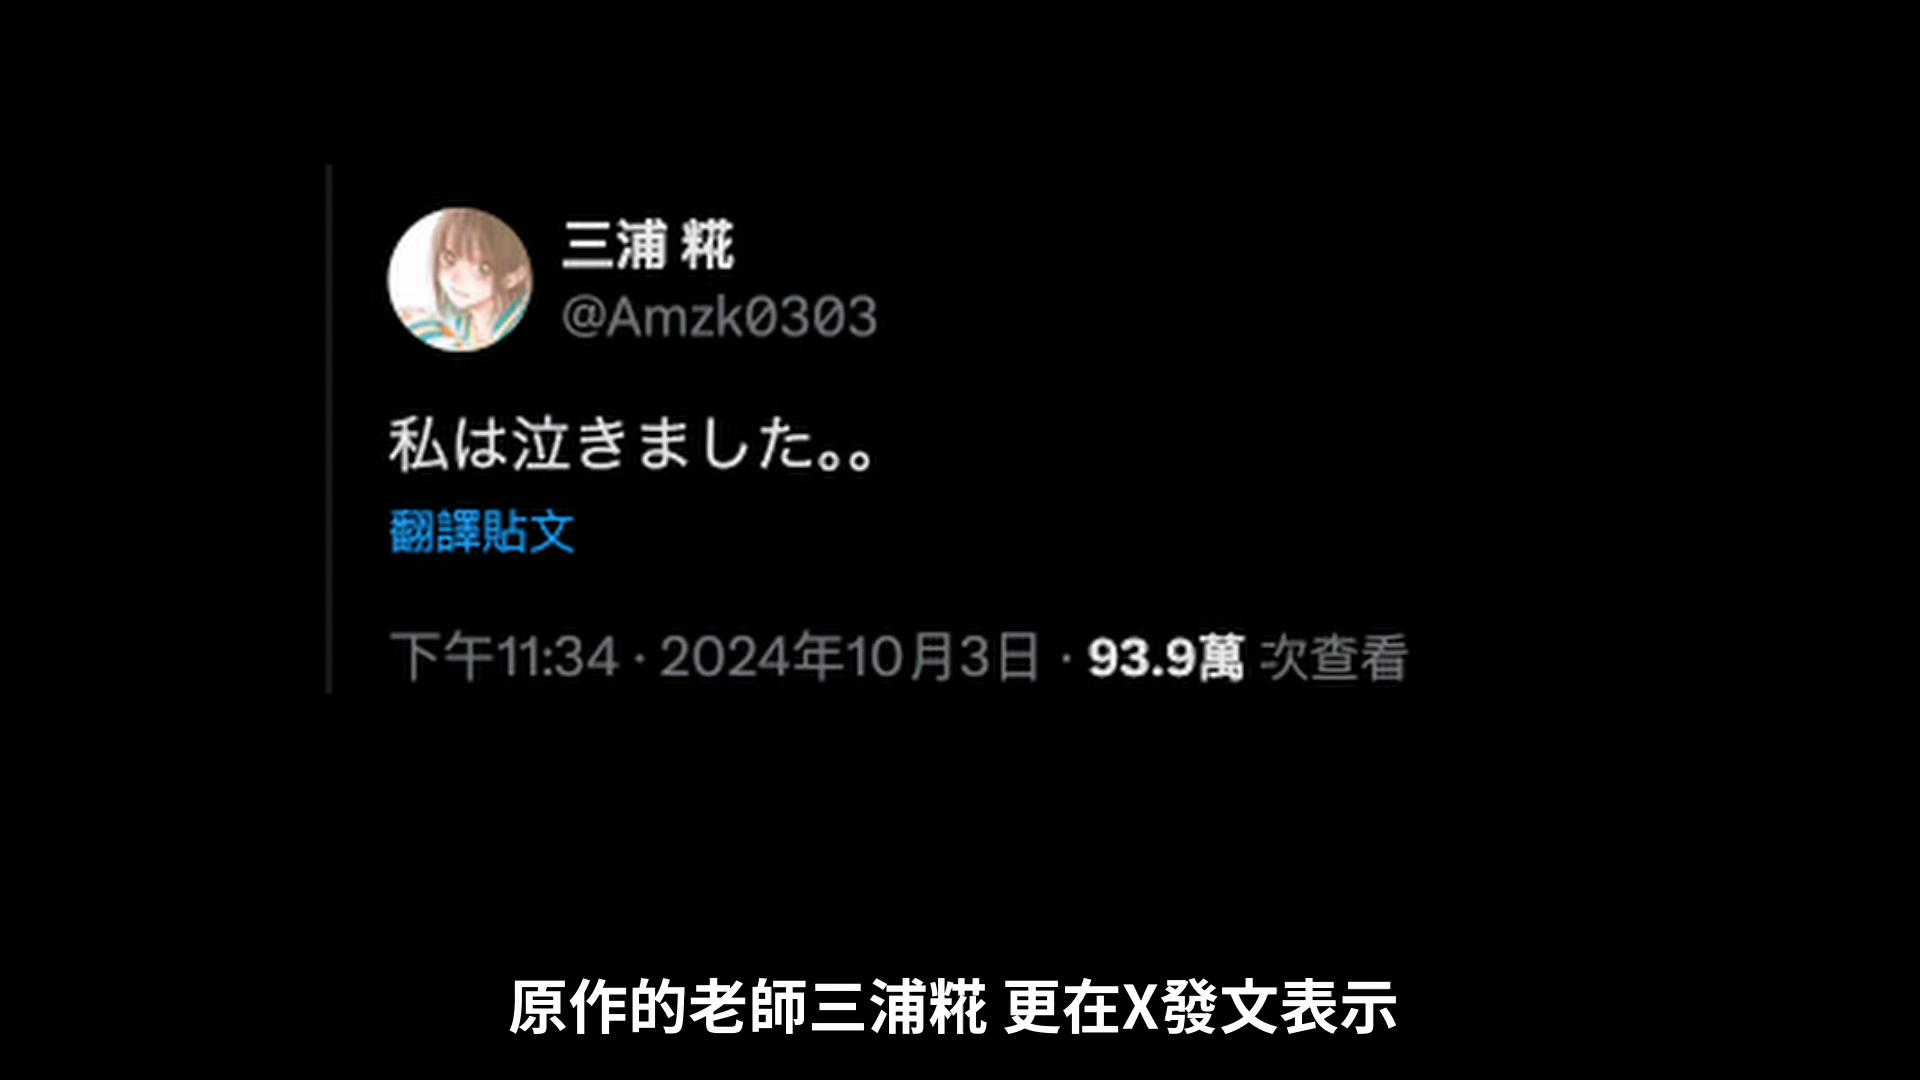 三浦 糀
@Amzk0303
私は泣きました。。
翻譯貼文
下午11:34 · 2024年10月3日 · 93.9萬 次查看
原作的老師三浦糀 更在X發文表示